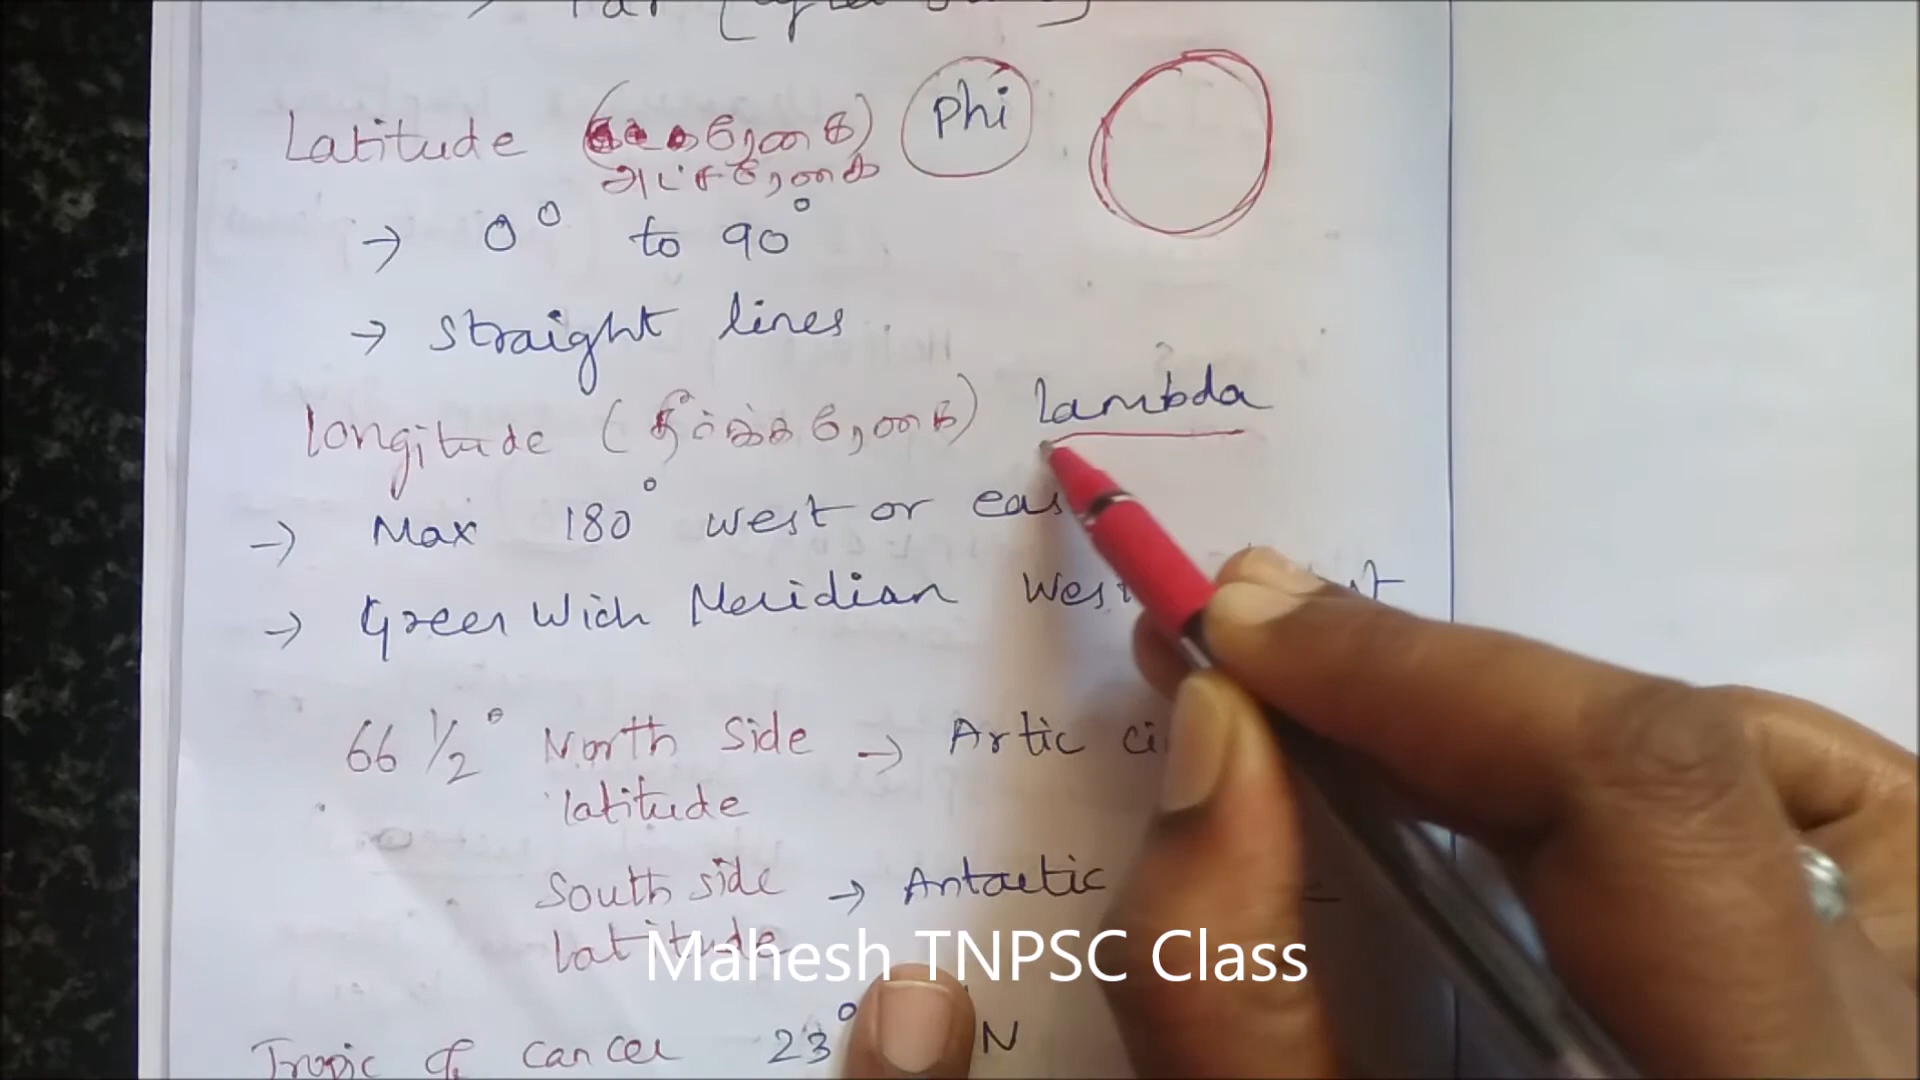 Latitude (ரேகை) Phi
அட்சரேகை
→ 0° to 90°
→ Straight lines
Longitude (தீர்க்கரேகை) Lambda
→ Max 180° west or eas
→ GreenWich Meridian West
66 1/2° North Side → Artic ci
latitude
South side → Antartic
latitude
Mahesh TNPSC Class
Tropic of cancer 23° N